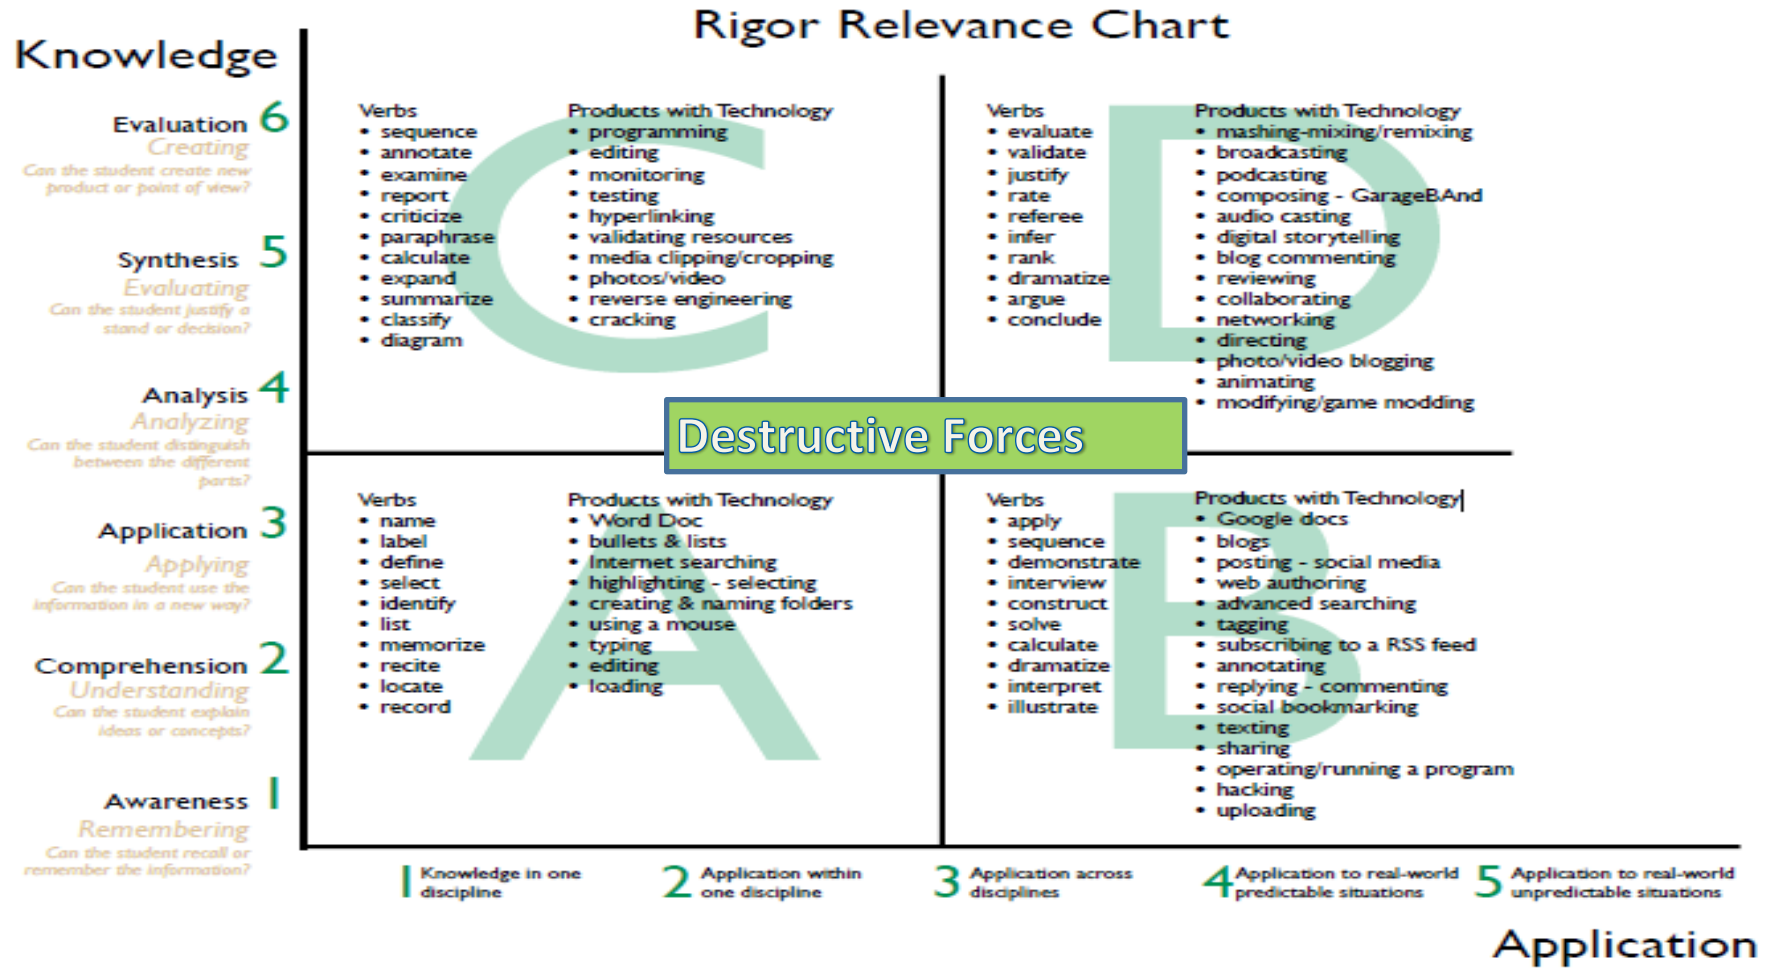 Rigor Relevance Chart
Knowledge
Evaluation 6
Creating
Can the student create new
product or point of view?
Synthesis 5
Evaluating
Can the student justify a
stand or decision?
Analysis 4
Analyzing
Can the student distinguish
between the different
parts?
Application 3
Applying
Can the student use the
information in a new way?
Comprehension 2
Understanding
Can the student explain
ideas or concepts?
Awareness 1
Remembering
Can the student recall or
remember the information?
C
Verbs
• sequence
• annotate
• examine
• report
• criticize
• paraphrase
• calculate
• expand
• summarize
• classify
• diagram
Products with Technology
• programming
• editing
• monitoring
• testing
• hyperlinking
• validating resources
• media clipping/cropping
• photos/video
• reverse engineering
• cracking
D
Verbs
• evaluate
• validate
• justify
• rate
• referee
• infer
• rank
• dramatize
• argue
• conclude
Products with Technology
• mashing-mixing/remixing
• broadcasting
• podcasting
• composing - GarageBAnd
• audio casting
• digital storytelling
• blog commenting
• reviewing
• collaborating
• networking
• directing
• photo/video blogging
• animating
• modifying/game modding
Destructive Forces
A
Verbs
• name
• label
• define
• select
• identify
• list
• memorize
• recite
• locate
• record
Products with Technology
• Word Doc
• bullets & lists
• Internet searching
• highlighting - selecting
• creating & naming folders
• using a mouse
• typing
• editing
• loading
B
Verbs
• apply
• sequence
• demonstrate
• interview
• construct
• solve
• calculate
• dramatize
• interpret
• illustrate
Products with Technology
• Google docs
• blogs
• posting - social media
• web authoring
• advanced searching
• tagging
• subscribing to a RSS feed
• annotating
• replying - commenting
• social bookmarking
• texting
• sharing
• operating/running a program
• hacking
• uploading
1 Knowledge in one
discipline
2 Application within
one discipline
3 Application across
disciplines
4 Application to real-world
predictable situations
5 Application to real-world
unpredictable situations
Application